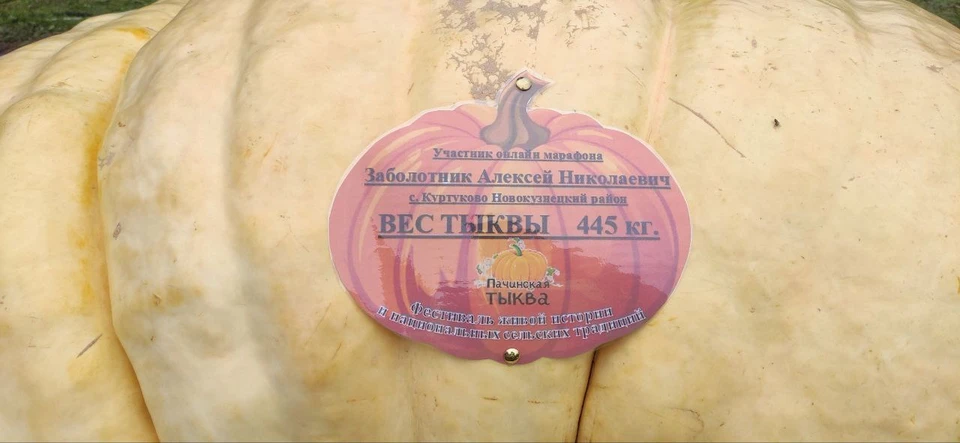 Участник онлайн марафона
Заболотник Алексей Николаевич
с. Куртуково Новокузнецкий район
ВЕС ТЫКВЫ 445 кг.
Пачинская
ТЫКВа
Фестиваль живой истории
и национальных сельских традиций